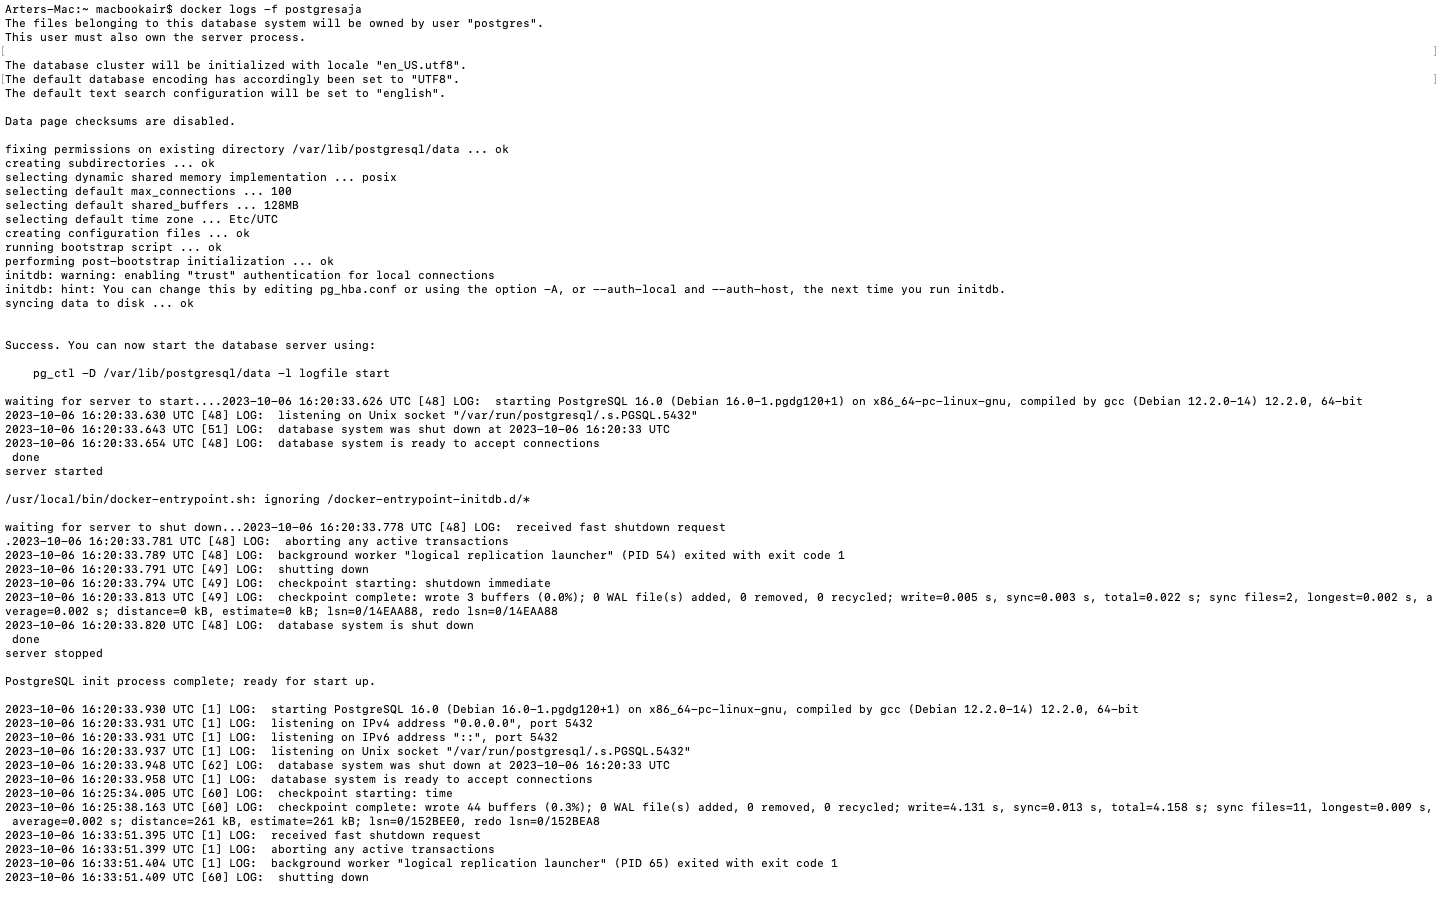 Arters-Mac:~ macbookair$ docker logs -f postgresaja
The files belonging to this database system will be owned by user "postgres".
This user must also own the server process.
[ ]
The database cluster will be initialized with locale "en_US.utf8".
[The default database encoding has accordingly been set to "UTF8". ]
The default text search configuration will be set to "english".
Data page checksums are disabled.
fixing permissions on existing directory /var/lib/postgresql/data ... ok
creating subdirectories ... ok
selecting dynamic shared memory implementation ... posix
selecting default max_connections ... 100
selecting default shared_buffers ... 128MB
selecting default time zone ... Etc/UTC
creating configuration files ... ok
running bootstrap script ... ok
performing post-bootstrap initialization ... ok
initdb: warning: enabling "trust" authentication for local connections
initdb: hint: You can change this by editing pg_hba.conf or using the option -A, or --auth-local and --auth-host, the next time you run initdb.
syncing data to disk ... ok
Success. You can now start the database server using:
    pg_ctl -D /var/lib/postgresql/data -l logfile start
waiting for server to start....2023-10-06 16:20:33.626 UTC [48] LOG:  starting PostgreSQL 16.0 (Debian 16.0-1.pgdg120+1) on x86_64-pc-linux-gnu, compiled by gcc (Debian 12.2.0-14) 12.2.0, 64-bit
2023-10-06 16:20:33.630 UTC [48] LOG:  listening on Unix socket "/var/run/postgresql/.s.PGSQL.5432"
2023-10-06 16:20:33.643 UTC [51] LOG:  database system was shut down at 2023-10-06 16:20:33 UTC
2023-10-06 16:20:33.654 UTC [48] LOG:  database system is ready to accept connections
 done
server started
/usr/local/bin/docker-entrypoint.sh: ignoring /docker-entrypoint-initdb.d/*
waiting for server to shut down...2023-10-06 16:20:33.778 UTC [48] LOG:  received fast shutdown request
.2023-10-06 16:20:33.781 UTC [48] LOG:  aborting any active transactions
2023-10-06 16:20:33.789 UTC [48] LOG:  background worker "logical replication launcher" (PID 54) exited with exit code 1
2023-10-06 16:20:33.791 UTC [49] LOG:  shutting down
2023-10-06 16:20:33.794 UTC [49] LOG:  checkpoint starting: shutdown immediate
2023-10-06 16:20:33.813 UTC [49] LOG:  checkpoint complete: wrote 3 buffers (0.0%); 0 WAL file(s) added, 0 removed, 0 recycled; write=0.005 s, sync=0.003 s, total=0.022 s; sync files=2, longest=0.002 s, a
verage=0.002 s; distance=0 kB, estimate=0 kB; lsn=0/14EAA88, redo lsn=0/14EAA88
2023-10-06 16:20:33.820 UTC [48] LOG:  database system is shut down
 done
server stopped
PostgreSQL init process complete; ready for start up.
2023-10-06 16:20:33.930 UTC [1] LOG:  starting PostgreSQL 16.0 (Debian 16.0-1.pgdg120+1) on x86_64-pc-linux-gnu, compiled by gcc (Debian 12.2.0-14) 12.2.0, 64-bit
2023-10-06 16:20:33.931 UTC [1] LOG:  listening on IPv4 address "0.0.0.0", port 5432
2023-10-06 16:20:33.931 UTC [1] LOG:  listening on IPv6 address "::", port 5432
2023-10-06 16:20:33.937 UTC [1] LOG:  listening on Unix socket "/var/run/postgresql/.s.PGSQL.5432"
2023-10-06 16:20:33.948 UTC [62] LOG:  database system was shut down at 2023-10-06 16:20:33 UTC
2023-10-06 16:20:33.958 UTC [1] LOG:  database system is ready to accept connections
2023-10-06 16:25:34.005 UTC [60] LOG:  checkpoint starting: time
2023-10-06 16:25:38.163 UTC [60] LOG:  checkpoint complete: wrote 44 buffers (0.3%); 0 WAL file(s) added, 0 removed, 0 recycled; write=4.131 s, sync=0.013 s, total=4.158 s; sync files=11, longest=0.009 s,
 average=0.002 s; distance=261 kB, estimate=261 kB; lsn=0/152BEE0, redo lsn=0/152BEA8
2023-10-06 16:33:51.395 UTC [1] LOG:  received fast shutdown request
2023-10-06 16:33:51.399 UTC [1] LOG:  aborting any active transactions
2023-10-06 16:33:51.404 UTC [1] LOG:  background worker "logical replication launcher" (PID 65) exited with exit code 1
2023-10-06 16:33:51.409 UTC [60] LOG:  shutting down